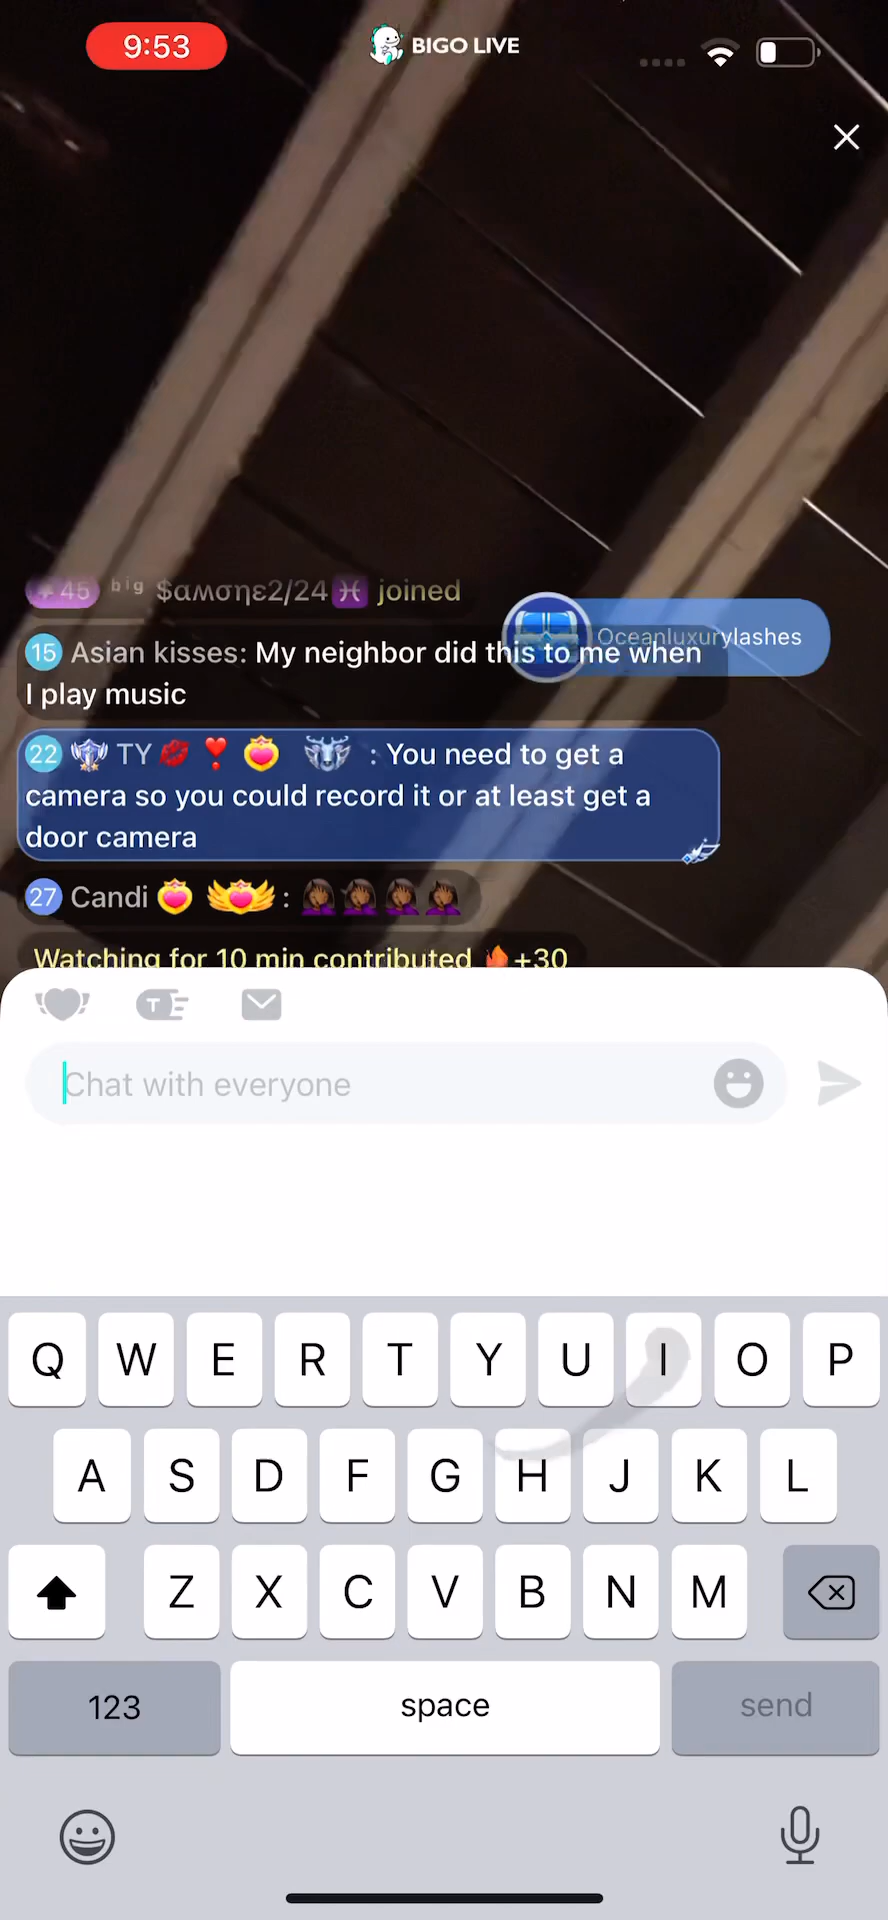 9:53
BIGO LIVE
45 ᵇⁱᵍ $αмσηε2/24 ♓ joined
Oceanluxurylashes
15 Asian kisses: My neighbor did this to me when
I play music
22 TY💋❣️ : You need to get a
camera so you could record it or at least get a
door camera
27 Candi : 🤦🏾‍♀️🤦🏾‍♀️🤦🏾‍♀️🤦🏾‍♀️
Watching for 10 min contributed 🔥+30
T
Chat with everyone
Q W E R T Y U I O P
A S D F G H J K L
Z X C V B N M
123 space send